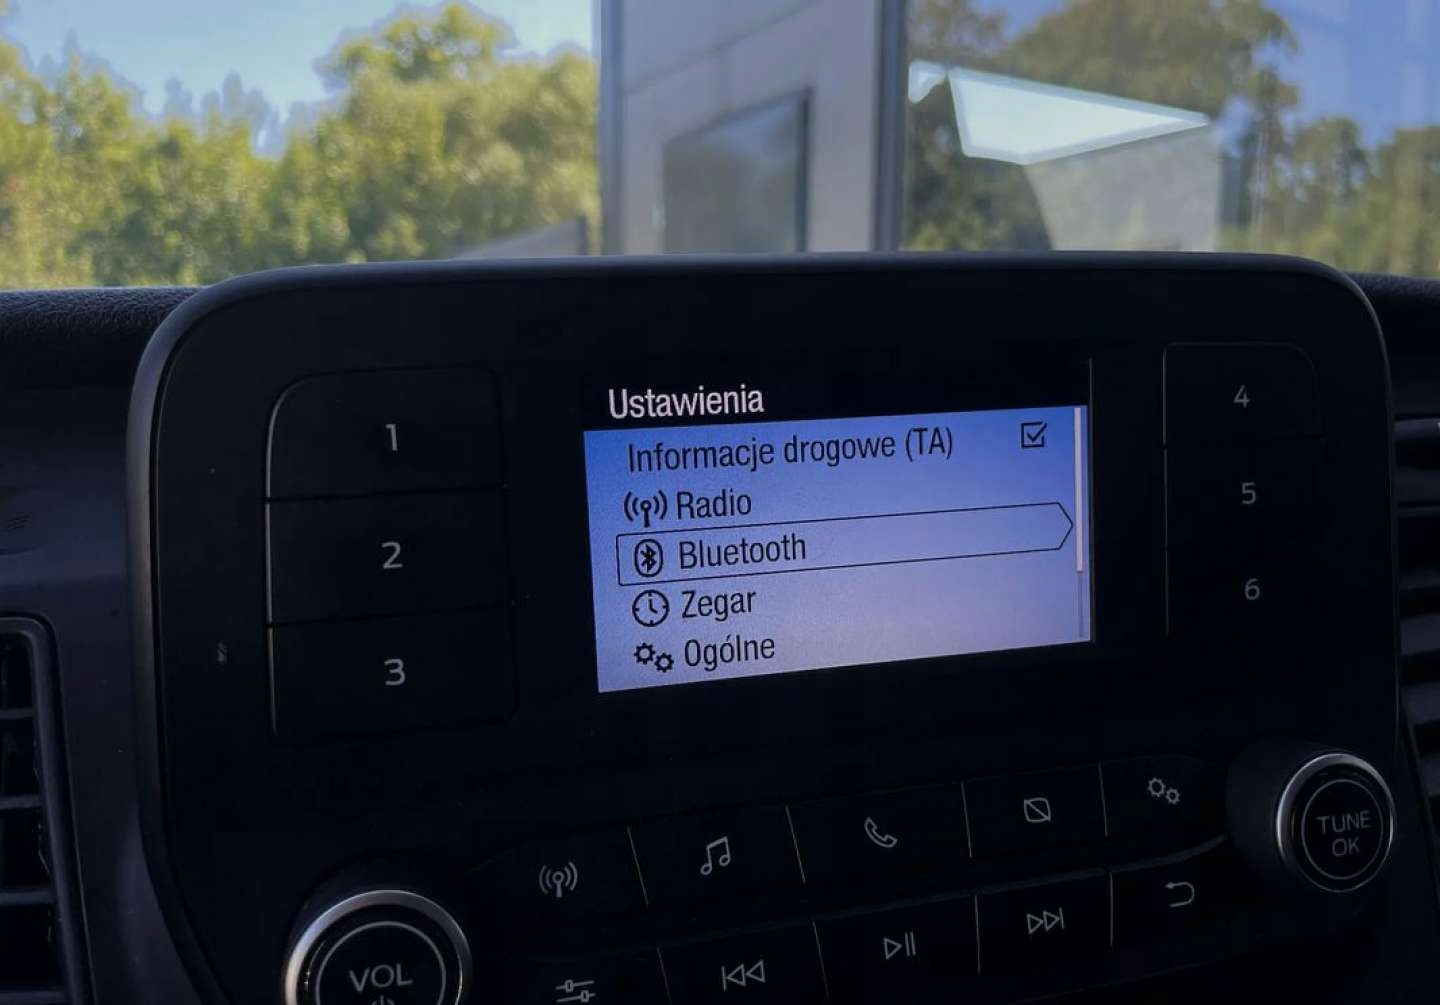 Ustawienia
Informacje drogowe (TA)
Radio
Bluetooth
Zegar
Ogólne
1
2
3
4
5
6
VOL
TUNE
OK